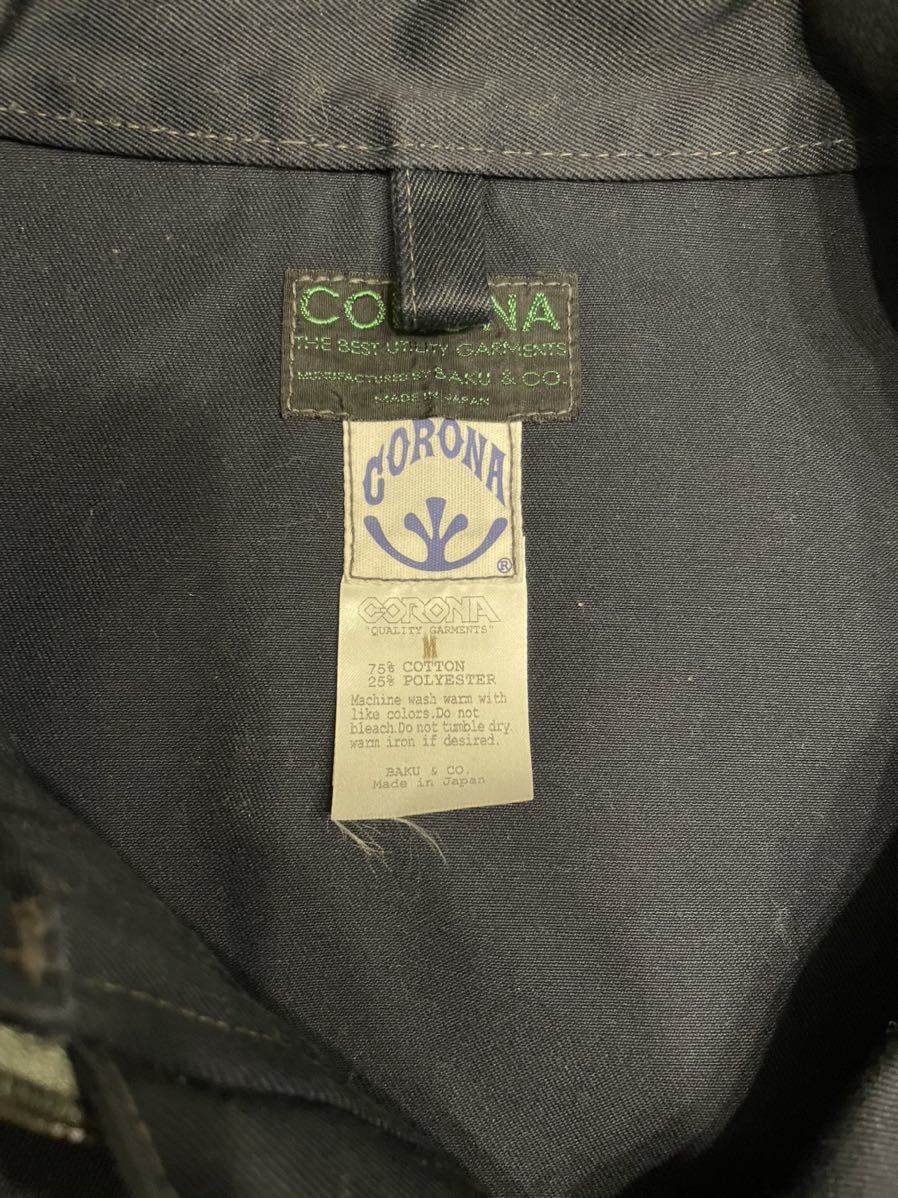 CORONA
THE BEST UTILITY GARMENTS
MUNUFACTURED BY BAKU & CO.
MADE IN JAPAN
CORONA
®
CORONA
"QUALITY GARMENTS"
M
75% COTTON
25% POLYESTER
Machine wash warm with
like colors.Do not
bleach.Do not tumble dry.
warm iron if desired.
BAKU & CO.
Made in Japan